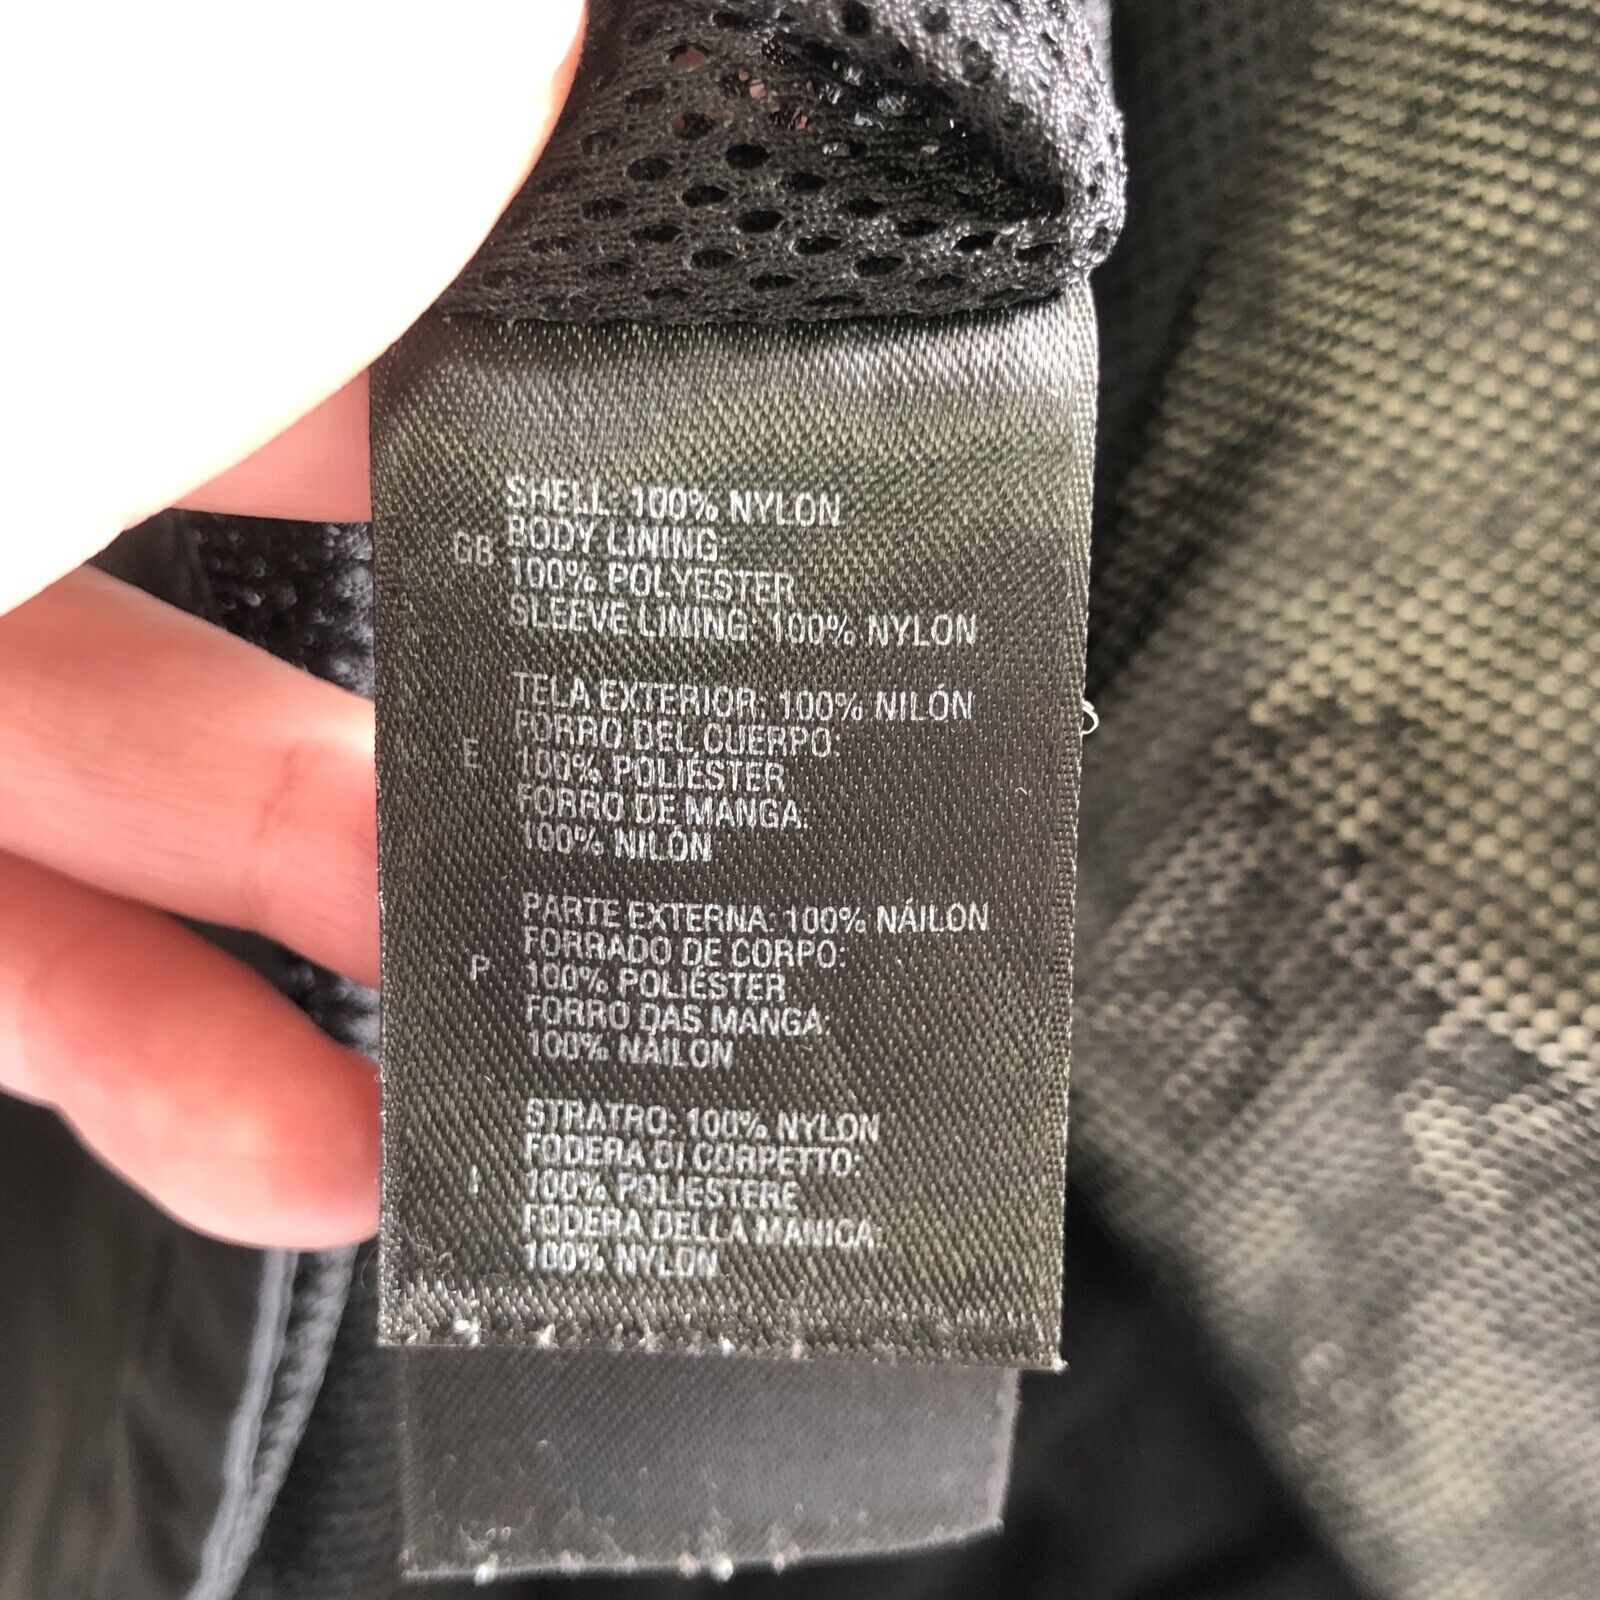 SHELL: 100% NYLON
GB BODY LINING:
100% POLYESTER
SLEEVE LINING: 100% NYLON
TELA EXTERIOR: 100% NILÓN
FORRO DEL CUERPO:
E 100% POLIÉSTER
FORRO DE MANGA:
100% NILÓN
PARTE EXTERNA: 100% NÁILON
FORRADO DE CORPO:
P 100% POLIÉSTER
FORRO DAS MANGA:
100% NÁILON
STRATRO: 100% NYLON
FODERA DI CORPETTO:
I 100% POLIESTERE
FODERA DELLA MANIGA:
100% NYLON